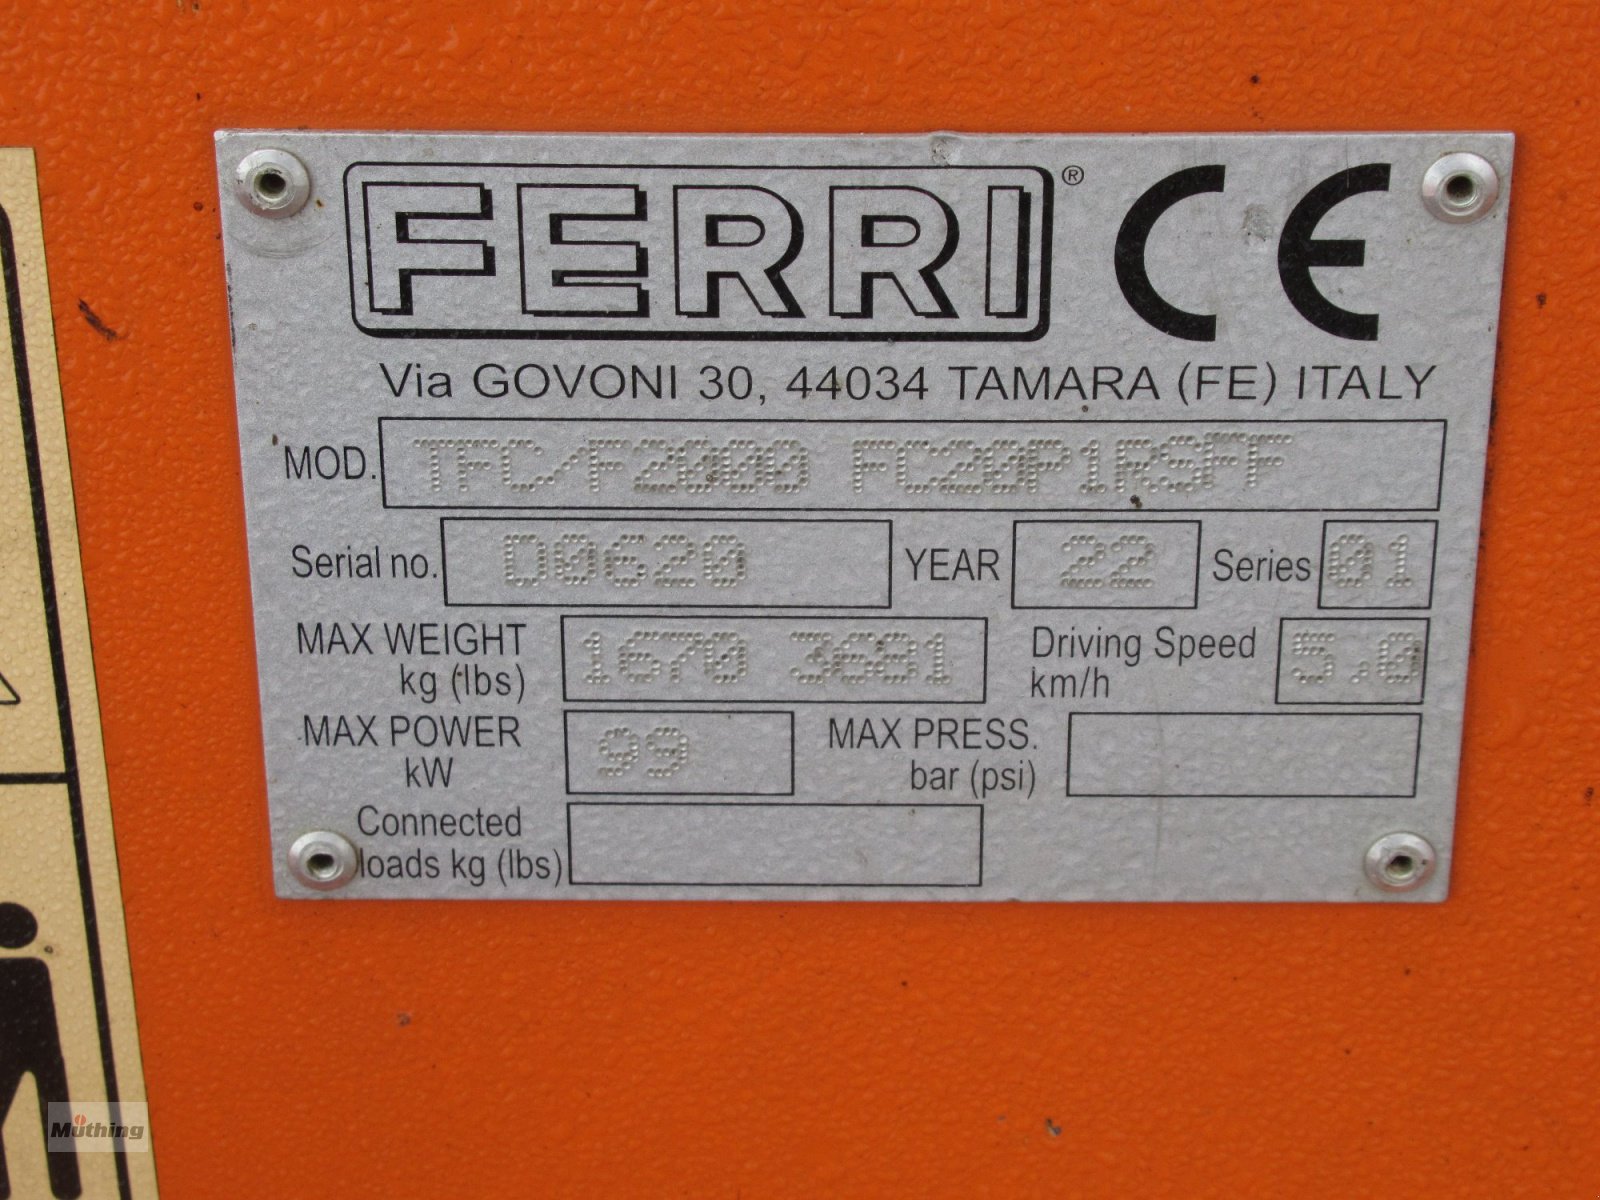 FERRI® CE
Via GOVONI 30, 44034 TAMARA (FE) ITALY
MOD. TFC/F2000 FC20P1RSFF
Serial no. D0620 YEAR 22 Series 01
MAX WEIGHT kg (lbs) 1670 3681 Driving Speed km/h 5.0
MAX POWER kW 99 MAX PRESS. bar (psi)
Connected
loads kg (lbs)
Müthing